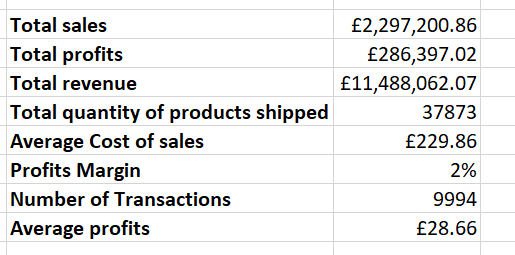 Total sales £2,297,200.86
Total profits £286,397.02
Total revenue £11,488,062.07
Total quantity of products shipped 37873
Average Cost of sales £229.86
Profits Margin 2%
Number of Transactions 9994
Average profits £28.66